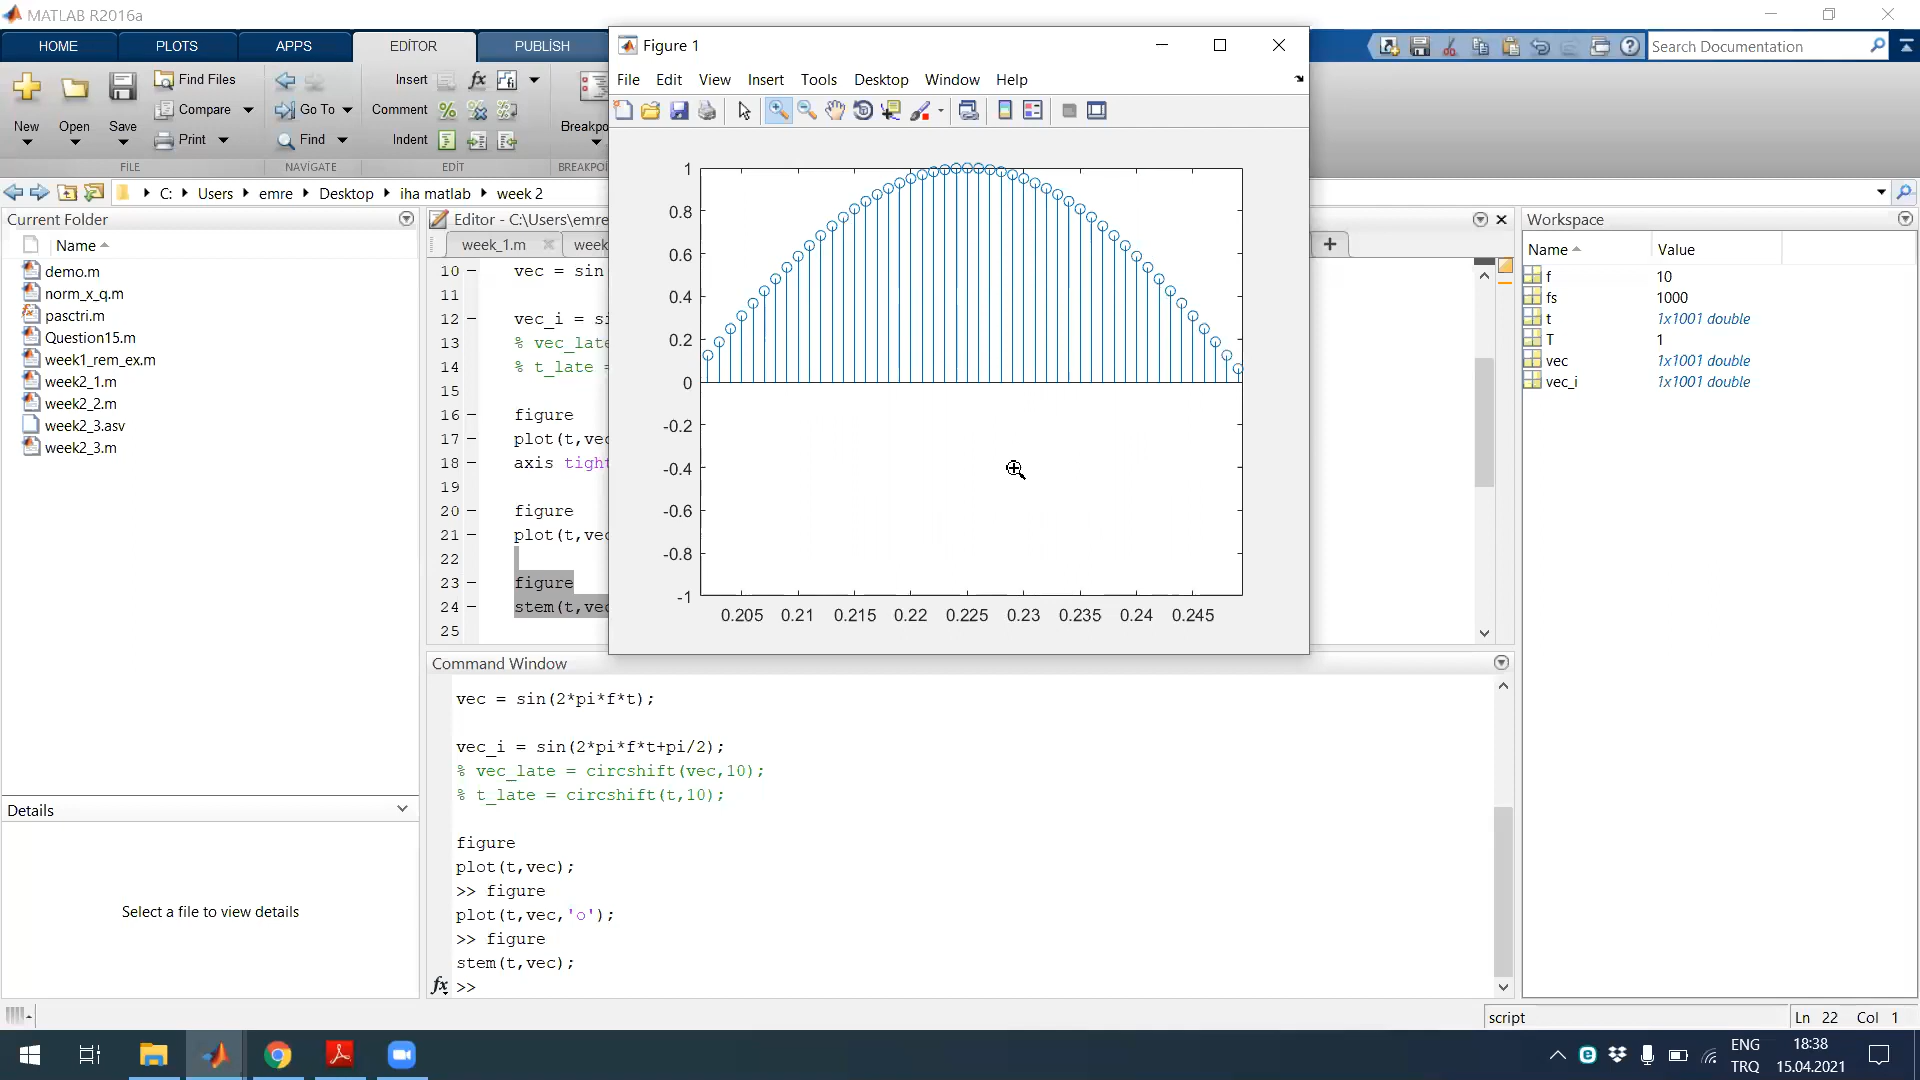 MATLAB R2016a
HOME
PLOTS
APPS
EDİTOR
PUBLİSH
Search Documentation
New
Open
Save
Find Files
Compare
Print
Insert
Comment
Indent
Go To
Find
Breakpo
FILE
NAVİGATE
EDİT
BREAKPOİ
C:
Users
emre
Desktop
iha matlab
week 2
Current Folder
Name
demo.m
norm_x_q.m
pasctri.m
Question15.m
week1_rem_ex.m
week2_1.m
week2_2.m
week2_3.asv
week2_3.m
Details
Select a file to view details
Editor - C:\Users\emre
week_1.m
week
10 – vec = sin
11
12 – vec_i = si
13 % vec_late
14 % t_late =
15
16 – figure
17 – plot(t,vec
18 – axis tight
19
20 – figure
21 – plot(t,vec
22
23 – figure
24 – stem(t,vec
25
Figure 1
File Edit View Insert Tools Desktop Window Help
1
0.8
0.6
0.4
0.2
0
-0.2
-0.4
-0.6
-0.8
-1
0.205 0.21 0.215 0.22 0.225 0.23 0.235 0.24 0.245
Command Window
vec = sin(2*pi*f*t);
vec_i = sin(2*pi*f*t+pi/2);
% vec_late = circshift(vec,10);
% t_late = circshift(t,10);
figure
plot(t,vec);
>> figure
plot(t,vec,'o');
>> figure
stem(t,vec);
fx >>
Workspace
Name Value
f 10
fs 1000
t 1x1001 double
T 1
vec 1x1001 double
vec_i 1x1001 double
script
Ln 22 Col 1
ENG
TRQ
18:38
15.04.2021